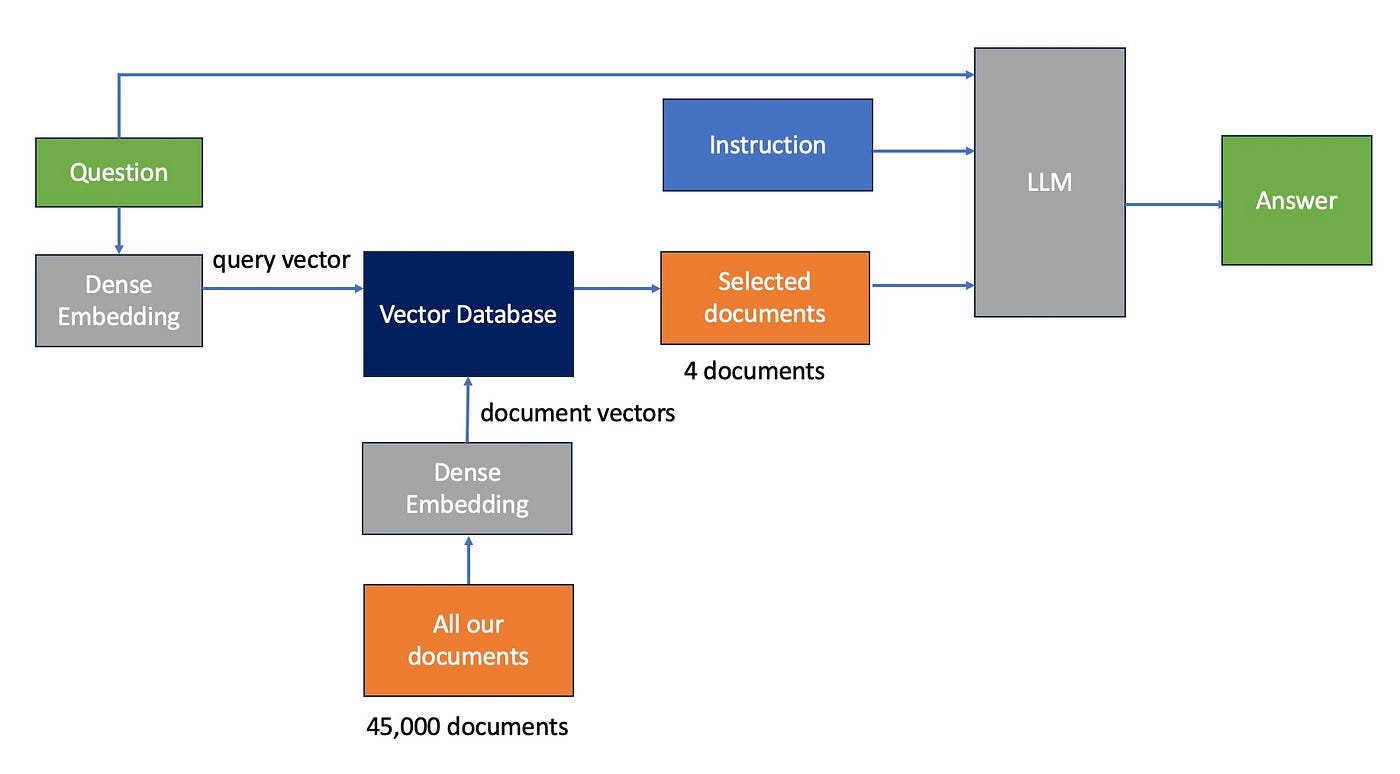 Question
Instruction
LLM
Answer
Dense
Embedding
query vector
Vector Database
Selected
documents
4 documents
document vectors
Dense
Embedding
All our
documents
45,000 documents